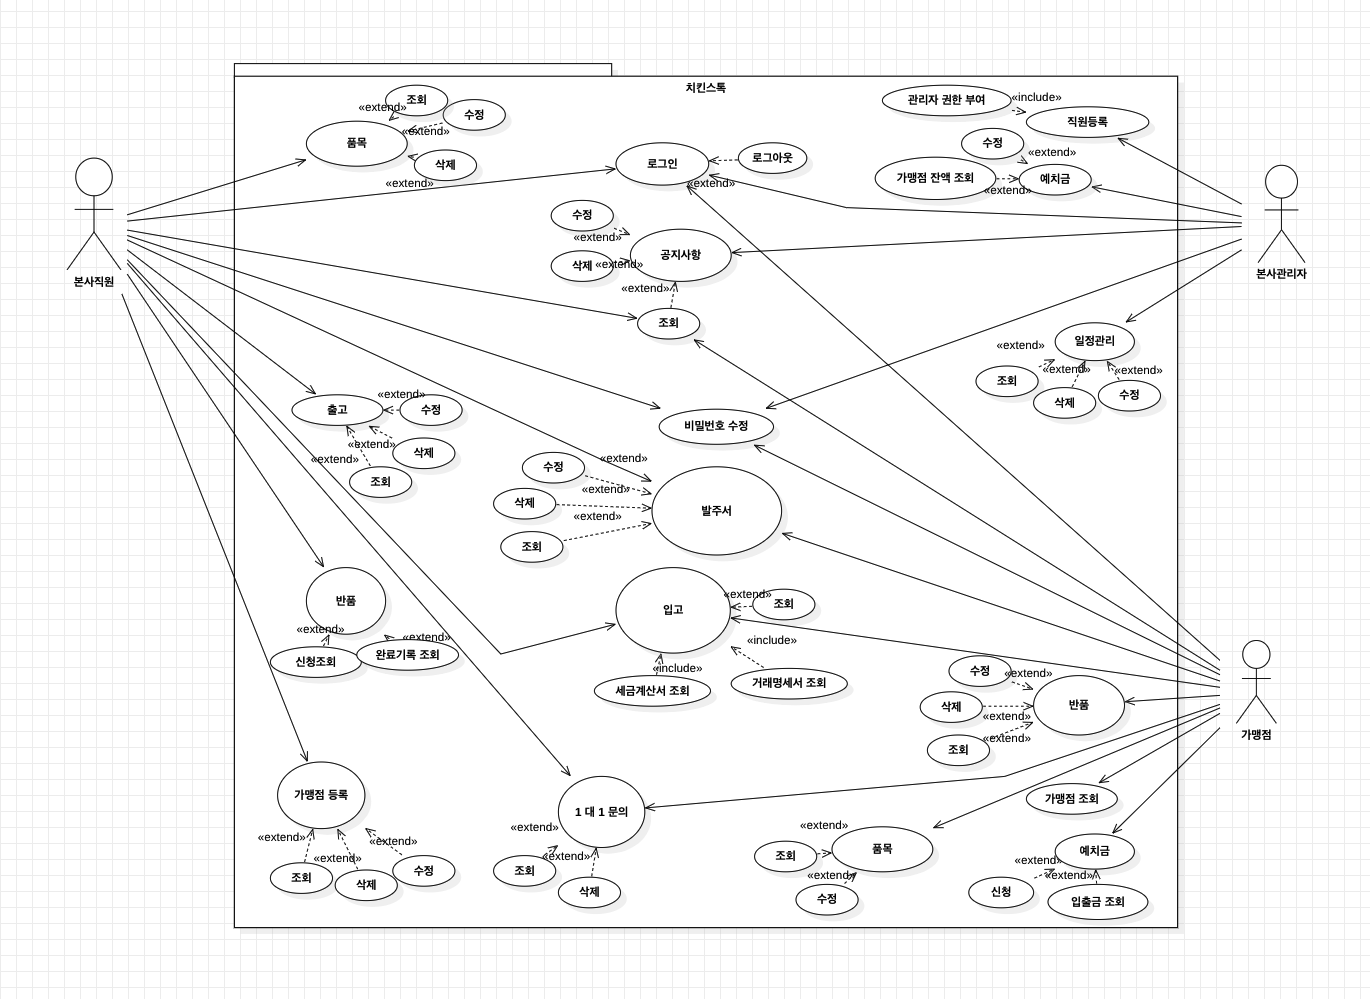 치킨스톡
조회
«extend»
수정
«extend»
품목
삭제
«extend»
관리자 권한 부여
«include»
직원등록
수정
«extend»
가맹점 잔액 조회
«extend»
예치금
로그인
로그아웃
«extend»
본사직원
본사관리자
수정
«extend»
삭제
«extend»
공지사항
«extend»
조회
일정관리
«extend»
조회
«extend»
삭제
«extend»
수정
출고
«extend»
수정
«extend»
삭제
«extend»
조회
비밀번호 수정
수정
«extend»
삭제
«extend»
조회
«extend»
발주서
반품
«extend»
신청조회
«extend»
완료기록 조회
입고
«extend»
조회
«include»
세금계산서 조회
«include»
거래명세서 조회
수정
«extend»
삭제
«extend»
조회
«extend»
반품
가맹점
가맹점 등록
«extend»
조회
«extend»
삭제
«extend»
수정
1 대 1 문의
«extend»
조회
«extend»
삭제
«extend»
조회
품목
«extend»
수정
가맹점 조회
예치금
«extend»
신청
«extend»
입출금 조회